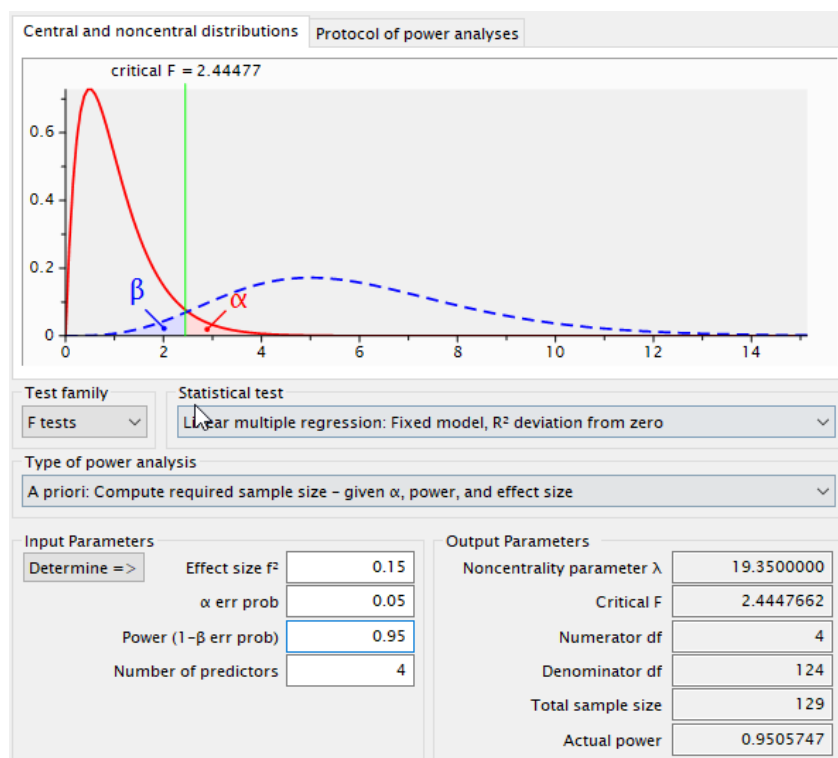 Central and noncentral distributions Protocol of power analyses
critical F = 2.44477
0.6
0.4
0.2
0
β
α
0 2 4 6 8 10 12 14
Test family
F tests
Statistical test
Linear multiple regression: Fixed model, R² deviation from zero
Type of power analysis
A priori: Compute required sample size – given α, power, and effect size
Input Parameters
Determine =>
Effect size f² 0.15
α err prob 0.05
Power (1–β err prob) 0.95
Number of predictors 4
Output Parameters
Noncentrality parameter λ 19.3500000
Critical F 2.4447662
Numerator df 4
Denominator df 124
Total sample size 129
Actual power 0.9505747